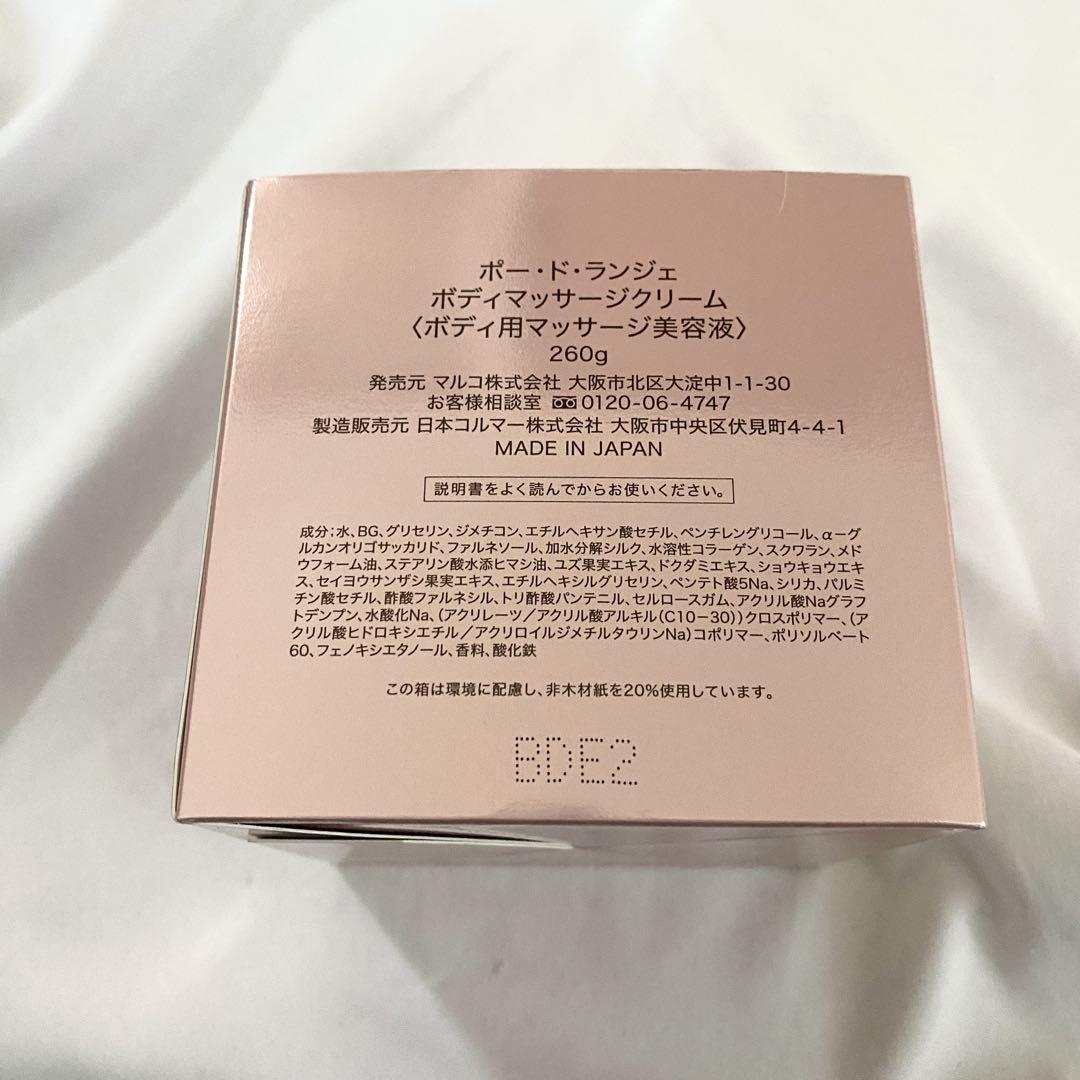 ポー・ド・ランジェ
ボディマッサージクリーム
〈ボディ用マッサージ美容液〉
260g
発売元 マルコ株式会社 大阪市北区大淀中1-1-30
お客様相談室 0120-06-4747
製造販売元 日本コルマー株式会社 大阪市中央区伏見町4-4-1
MADE IN JAPAN
説明書をよく読んでからお使いください。
成分;水、BG、グリセリン、ジメチコン、エチルヘキサン酸セチル、ペンチレングリコール、α-グ
ルカンオリゴサッカリド、ファルネソール、加水分解シルク、水溶性コラーゲン、スクワラン、メド
ウフォーム油、ステアリン酸水添ヒマシ油、ユズ果実エキス、ドクダミエキス、ショウキョウエキ
ス、セイヨウサンザシ果実エキス、エチルヘキシルグリセリン、ペンテト酸5Na、シリカ、パルミ
チン酸セチル、酢酸ファルネシル、トリ酢酸パンテニル、セルロースガム、アクリル酸Naグラフ
トデンプン、水酸化Na、(アクリレーツ/アクリル酸アルキル(C10-30))クロスポリマー、(ア
クリル酸ヒドロキシエチル/アクリロイルジメチルタウリンNa)コポリマー、ポリソルベート
60、フェノキシエタノール、香料、酸化鉄
この箱は環境に配慮し、非木材紙を20%使用しています。
BDE2